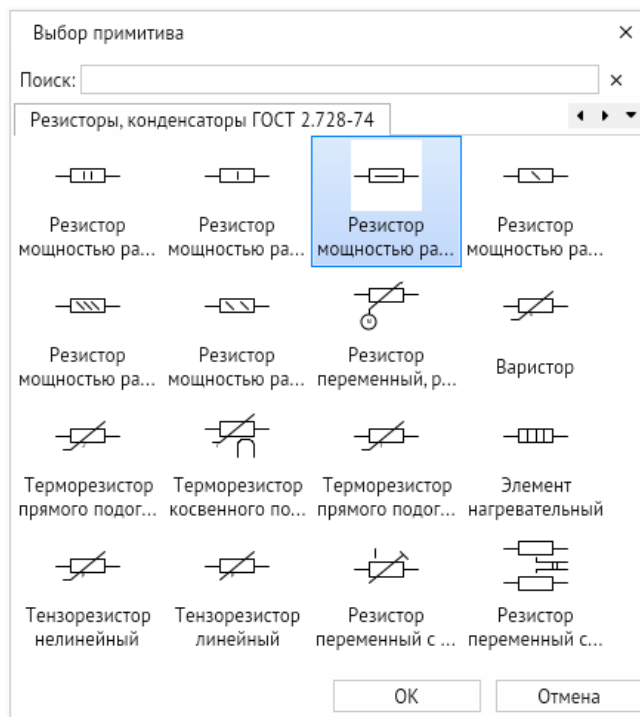 Выбор примитива
Поиск:
Резисторы, конденсаторы ГОСТ 2.728-74
Резистор мощностью ра...
Резистор мощностью ра...
Резистор мощностью ра...
Резистор мощностью ра...
Резистор мощностью ра...
Резистор мощностью ра...
Резистор переменный, р...
Варистор
Терморезистор прямого подог...
Терморезистор косвенного по...
Терморезистор прямого подог...
Элемент нагревательный
Тензорезистор нелинейный
Тензорезистор линейный
Резистор переменный с ...
Резистор переменный с...
ОК
Отмена